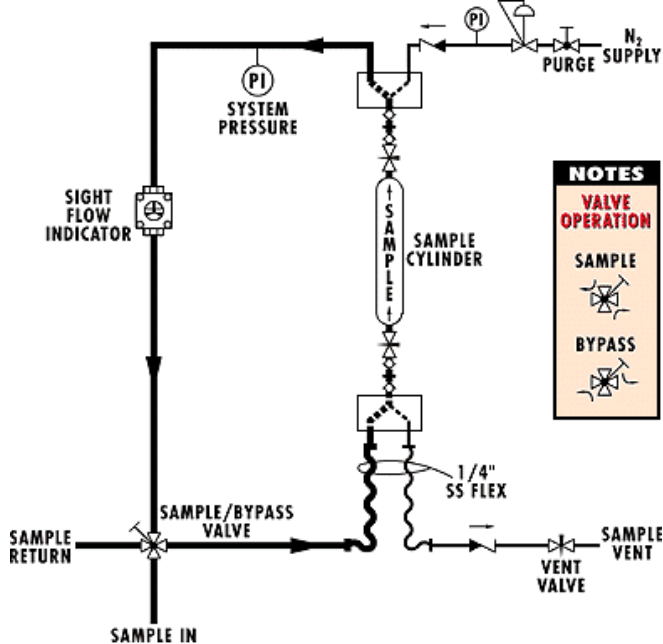 PI
N2
SUPPLY
PURGE
PI
SYSTEM
PRESSURE
SIGHT
FLOW
INDICATOR
SAMPLE
SAMPLE
CYLINDER
NOTES
VALVE
OPERATION
SAMPLE
BYPASS
1/4"
SS FLEX
SAMPLE/BYPASS
VALVE
SAMPLE
RETURN
SAMPLE
VENT
VENT
VALVE
SAMPLE IN